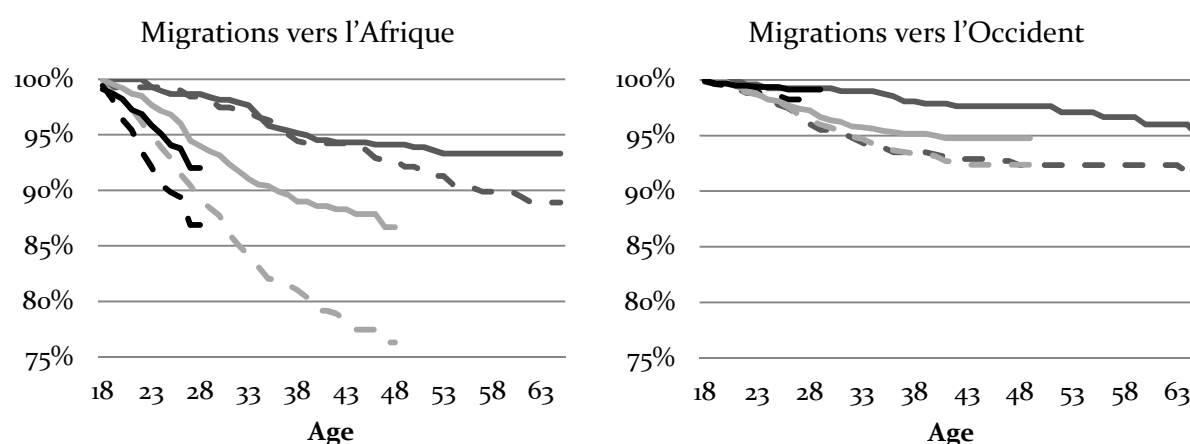 Migrations vers l'Afrique
100%
95%
90%
85%
80%
75%
18 23 28 33 38 43 48 53 58 63
Age
Migrations vers l'Occident
100%
95%
90%
85%
80%
75%
18 23 28 33 38 43 48 53 58 63
Age